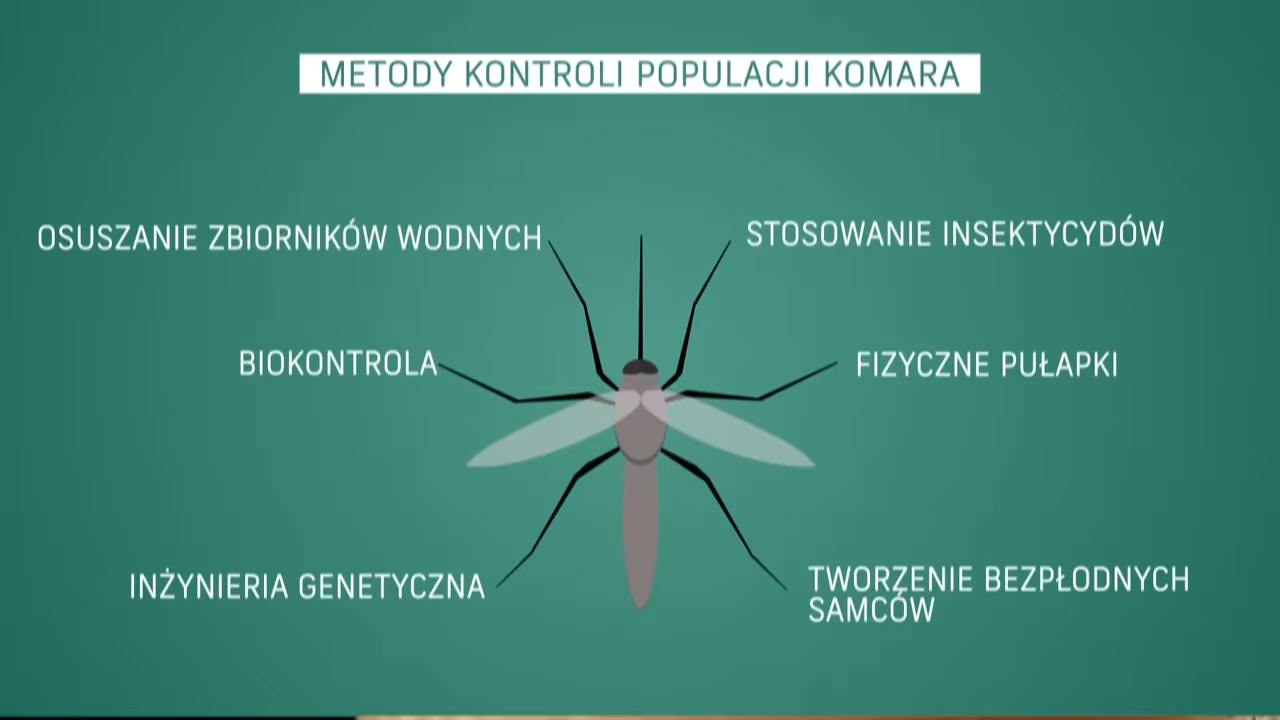 METODY KONTROLI POPULACJI KOMARA
OSUSZANIE ZBIORNIKÓW WODNYCH
STOSOWANIE INSEKTYCYDÓW
BIOKONTROLA
FIZYCZNE PUŁAPKI
INŻYNIERIA GENETYCZNA
TWORZENIE BEZPŁODNYCH
SAMCÓW